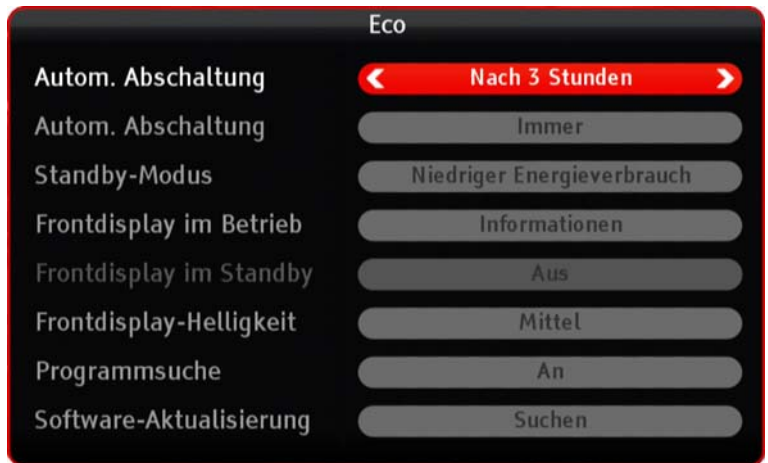 Eco
Autom. Abschaltung Nach 3 Stunden
Autom. Abschaltung Immer
Standby-Modus Niedriger Energieverbrauch
Frontdisplay im Betrieb Informationen
Frontdisplay im Standby Aus
Frontdisplay-Helligkeit Mittel
Programmsuche An
Software-Aktualisierung Suchen